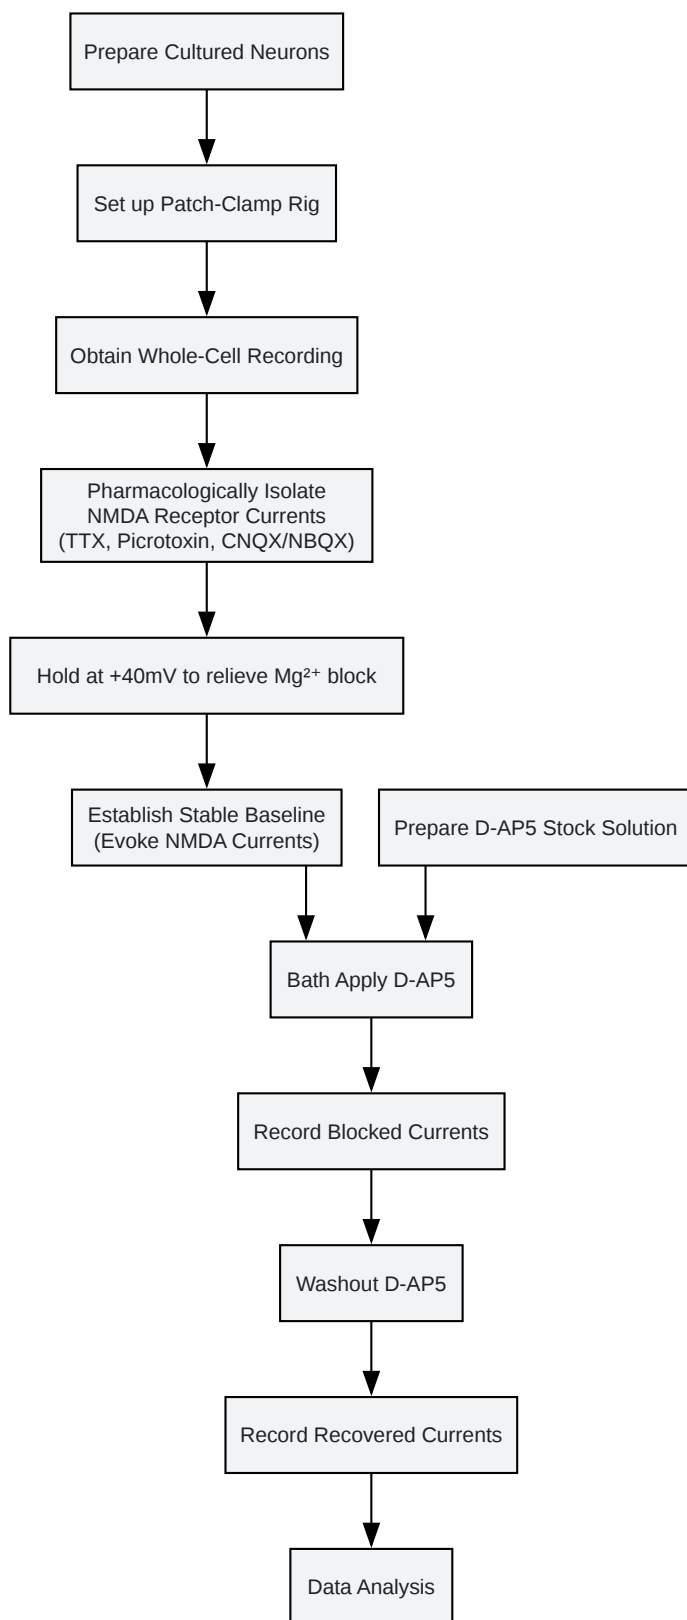 Prepare Cultured Neurons
Set up Patch-Clamp Rig
Obtain Whole-Cell Recording
Pharmacologically Isolate
NMDA Receptor Currents
(TTX, Picrotoxin, CNQX/NBQX)
Hold at +40mV to relieve Mg²⁺ block
Establish Stable Baseline
(Evoke NMDA Currents)
Prepare D-AP5 Stock Solution
Bath Apply D-AP5
Record Blocked Currents
Washout D-AP5
Record Recovered Currents
Data Analysis